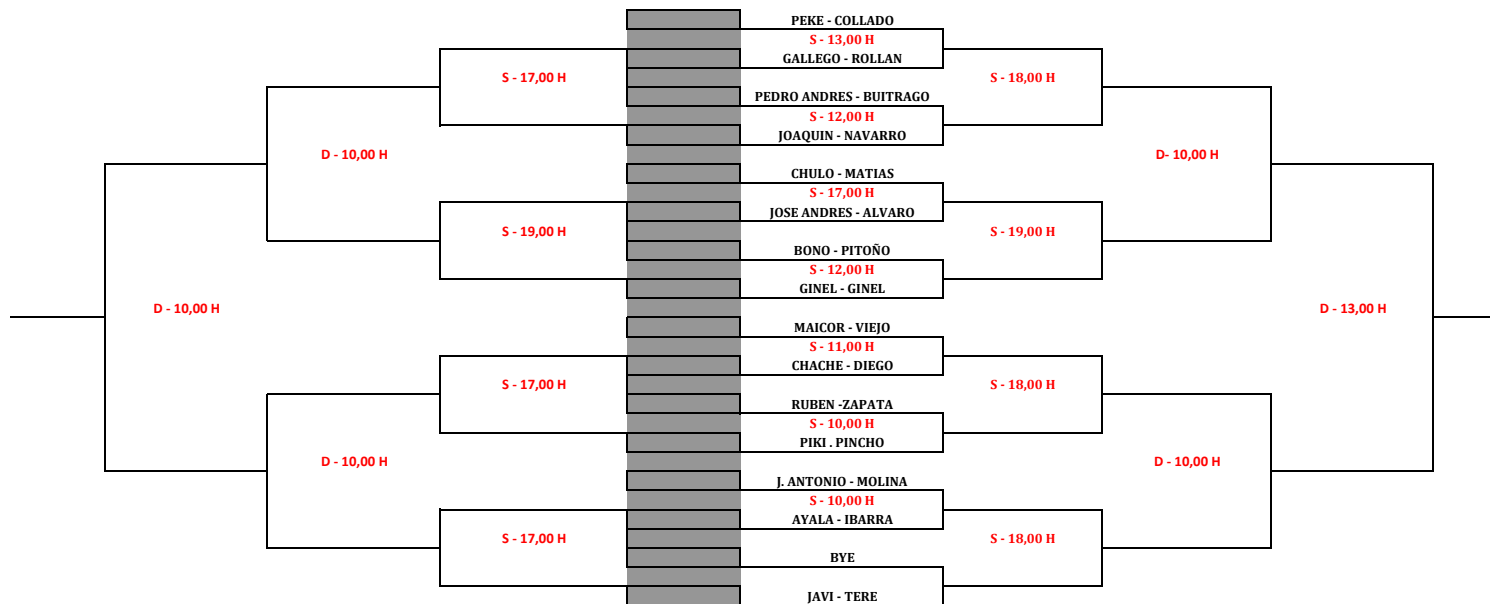 PEKE - COLLADO
S - 13,00 H
GALLEGO - ROLLAN
S - 17,00 H
S - 18,00 H
PEDRO ANDRES - BUITRAGO
S - 12,00 H
JOAQUIN - NAVARRO
D - 10,00 H
D- 10,00 H
CHULO - MATIAS
S - 17,00 H
JOSE ANDRES - ALVARO
S - 19,00 H
S - 19,00 H
BONO - PITOÑO
S - 12,00 H
GINEL - GINEL
D - 10,00 H
D - 13,00 H
MAICOR - VIEJO
S - 11,00 H
CHACHE - DIEGO
S - 17,00 H
S - 18,00 H
RUBEN -ZAPATA
S - 10,00 H
PIKI . PINCHO
D - 10,00 H
D - 10,00 H
J. ANTONIO - MOLINA
S - 10,00 H
AYALA - IBARRA
S - 17,00 H
S - 18,00 H
BYE
JAVI - TERE